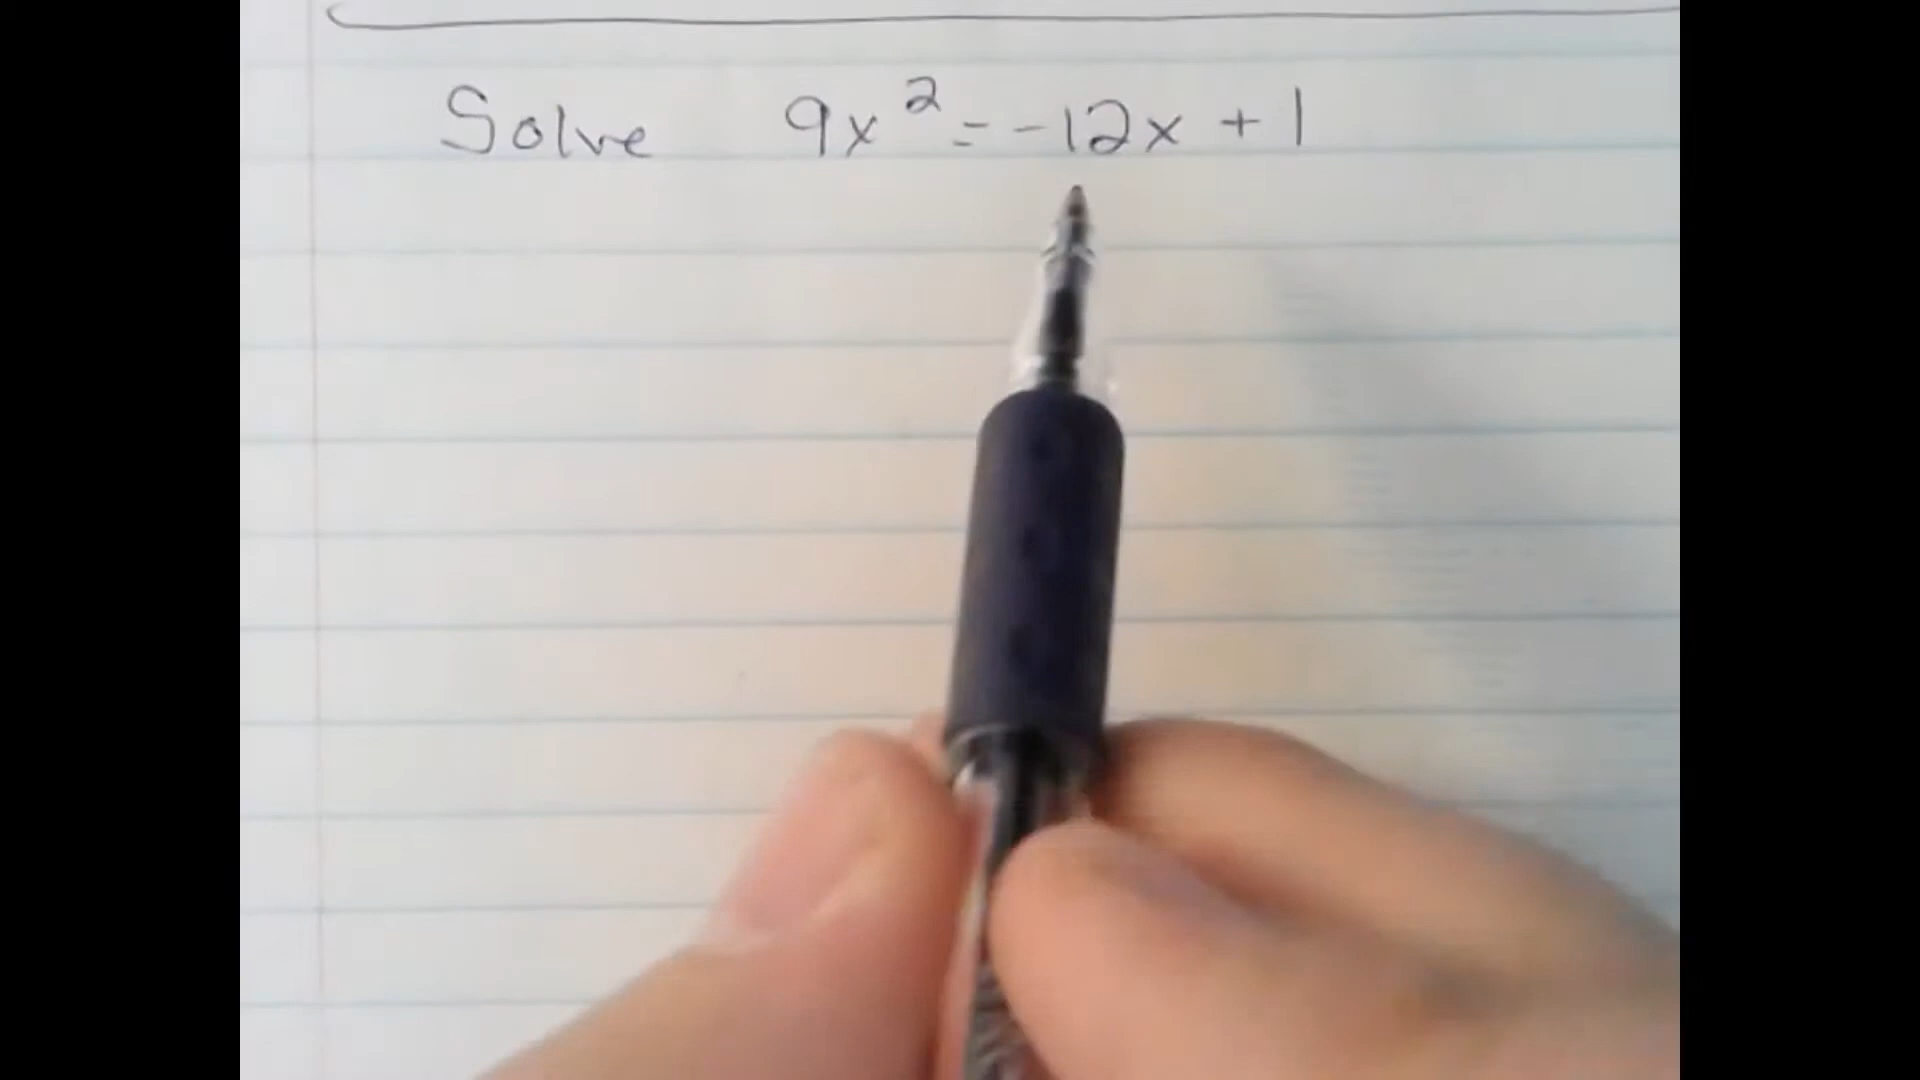 Solve 9x² = -12x + 1